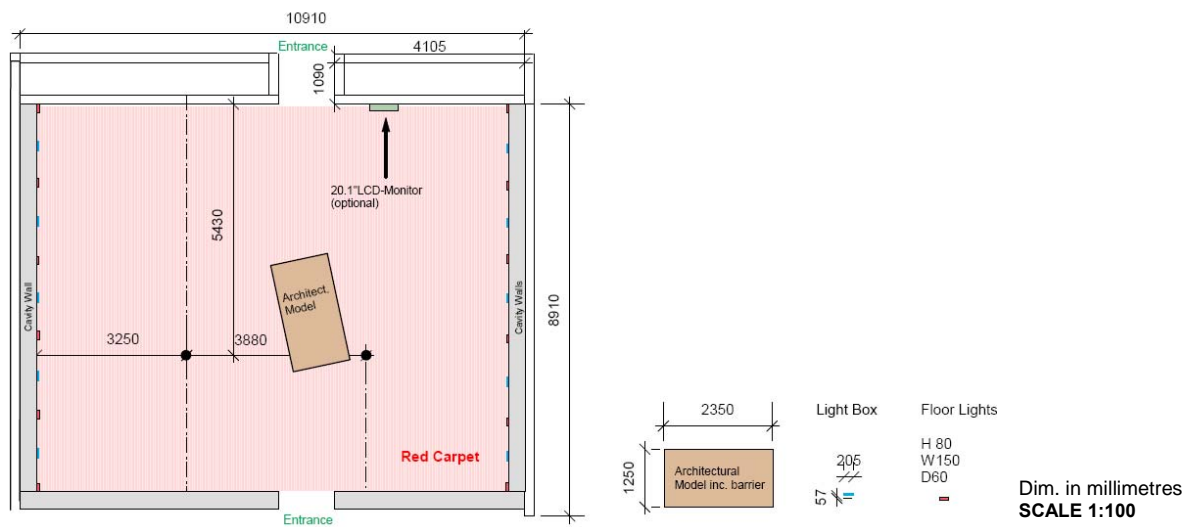 10910
Entrance
4105
1090
20.1"LCD-Monitor
(optional)
5430
Architect.
Model
Cavity Wall
Cavity Walls
8910
3250
3880
Red Carpet
Entrance
2350
1250
Architectural
Model inc. barrier
Light Box
205
57
Floor Lights
H 80
W150
D60
Dim. in millimetres
SCALE 1:100